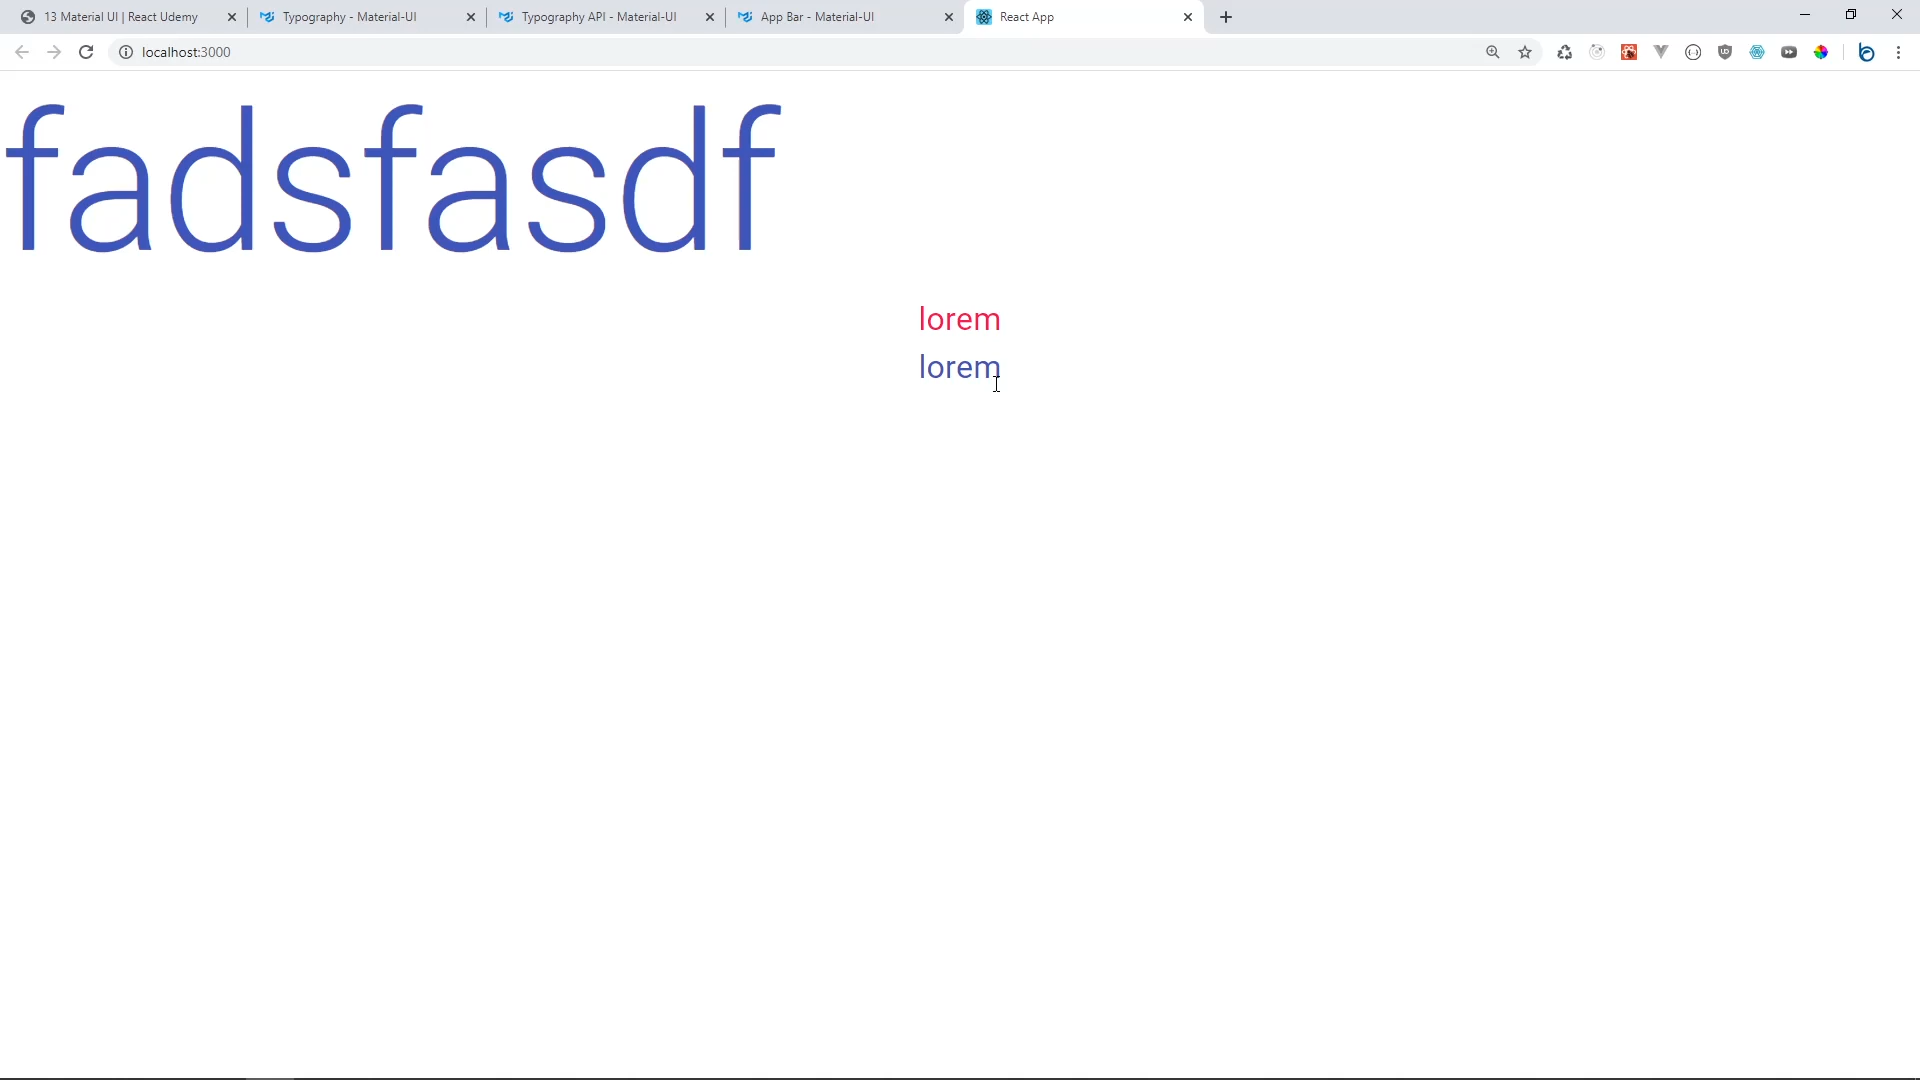 13 Material UI | React Udemy
Typography - Material-UI
Typography API - Material-UI
App Bar - Material-UI
React App
localhost:3000
fadsfasdf
lorem
lorem